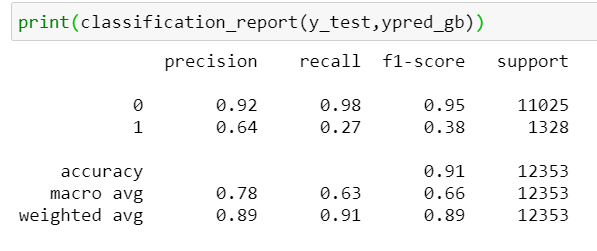 print(classification_report(y_test,ypred_gb))
precision recall f1-score support
0 0.92 0.98 0.95 11025
1 0.64 0.27 0.38 1328
accuracy 0.91 12353
macro avg 0.78 0.63 0.66 12353
weighted avg 0.89 0.91 0.89 12353